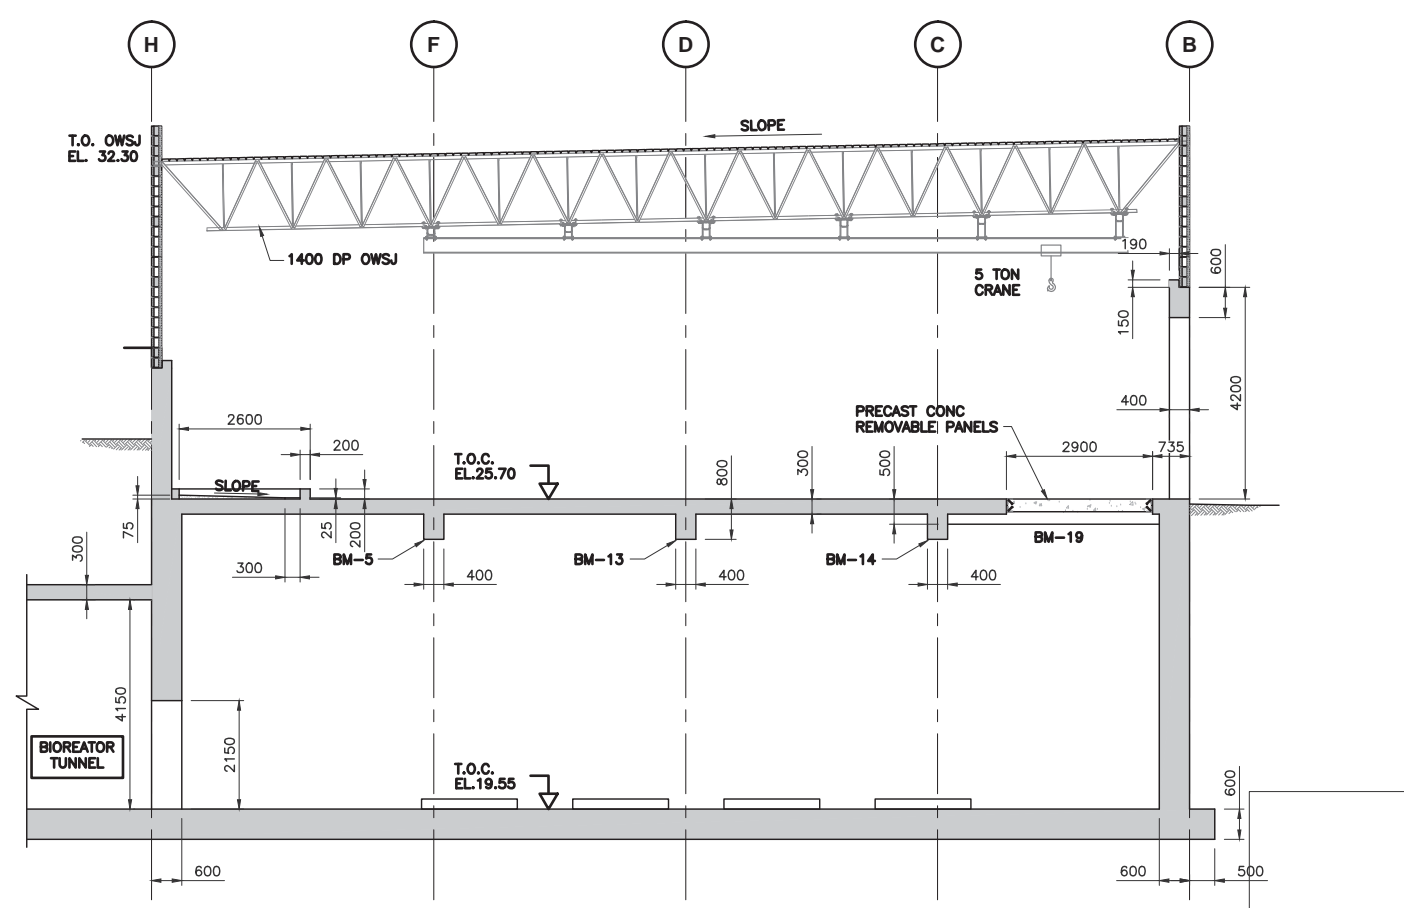 H
F
D
C
B
T.O. OWSJ
EL. 32.30
SLOPE
1400 DP OWSJ
5 TON
CRANE
190
600
150
4200
400
PRECAST CONC
REMOVABLE PANELS
2600
200
SLOPE
T.O.C.
EL.25.70
800
300
500
2900
735
75
25
200
300
300
BM-5
400
BM-13
400
BM-14
400
BM-19
4150
2150
BIOREATOR
TUNNEL
T.O.C.
EL.19.55
600
600
600
500